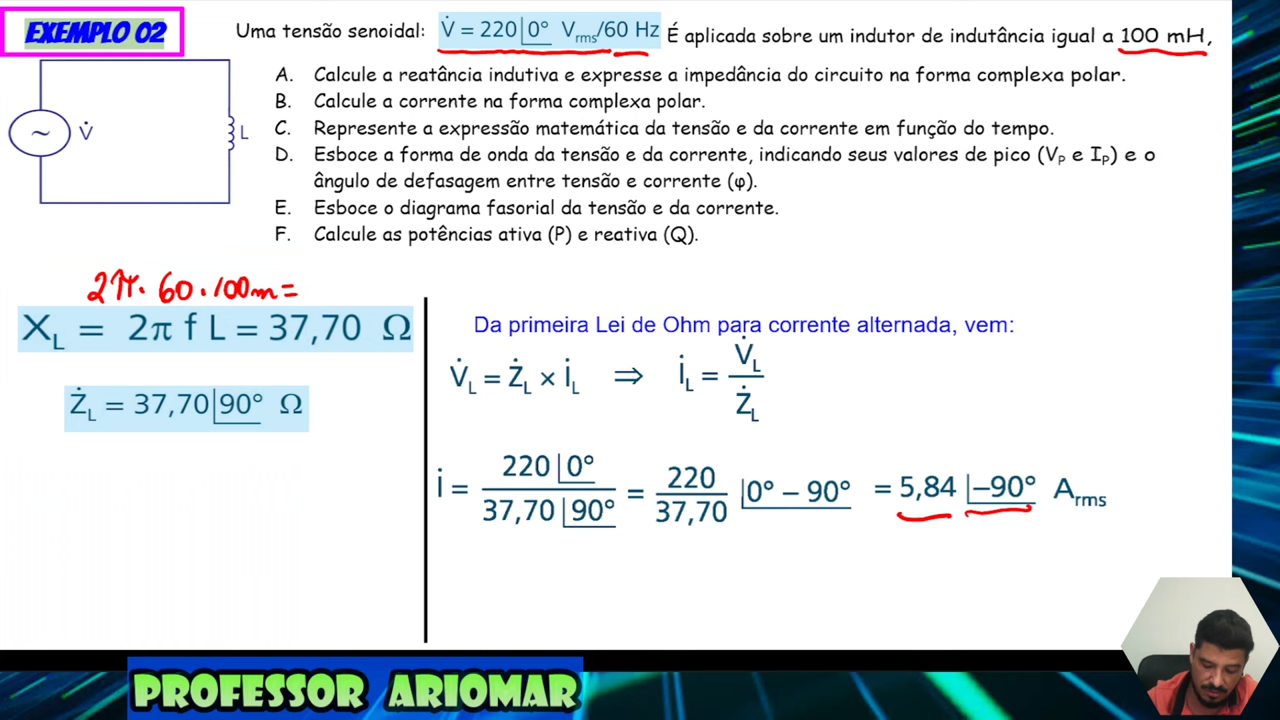 EXEMPLO 02
Uma tensão senoidal: V̇ = 220|0° Vrms/60 Hz É aplicada sobre um indutor de indutância igual a 100 mH,
A. Calcule a reatância indutiva e expresse a impedância do circuito na forma complexa polar.
B. Calcule a corrente na forma complexa polar.
C. Represente a expressão matemática da tensão e da corrente em função do tempo.
D. Esboce a forma de onda da tensão e da corrente, indicando seus valores de pico (VP e IP) e o
ângulo de defasagem entre tensão e corrente (φ).
E. Esboce o diagrama fasorial da tensão e da corrente.
F. Calcule as potências ativa (P) e reativa (Q).
~ V̇ L
2π. 60.100m=
XL = 2π f L = 37,70 Ω
ŻL = 37,70|90° Ω
Da primeira Lei de Ohm para corrente alternada, vem:
V̇L = ŻL × İL ⇒ İL = V̇L / ŻL
İ = 220 |0° / 37,70 |90° = 220 / 37,70 |0° – 90° = 5,84 |–90° Arms
PROFESSOR ARIOMAR